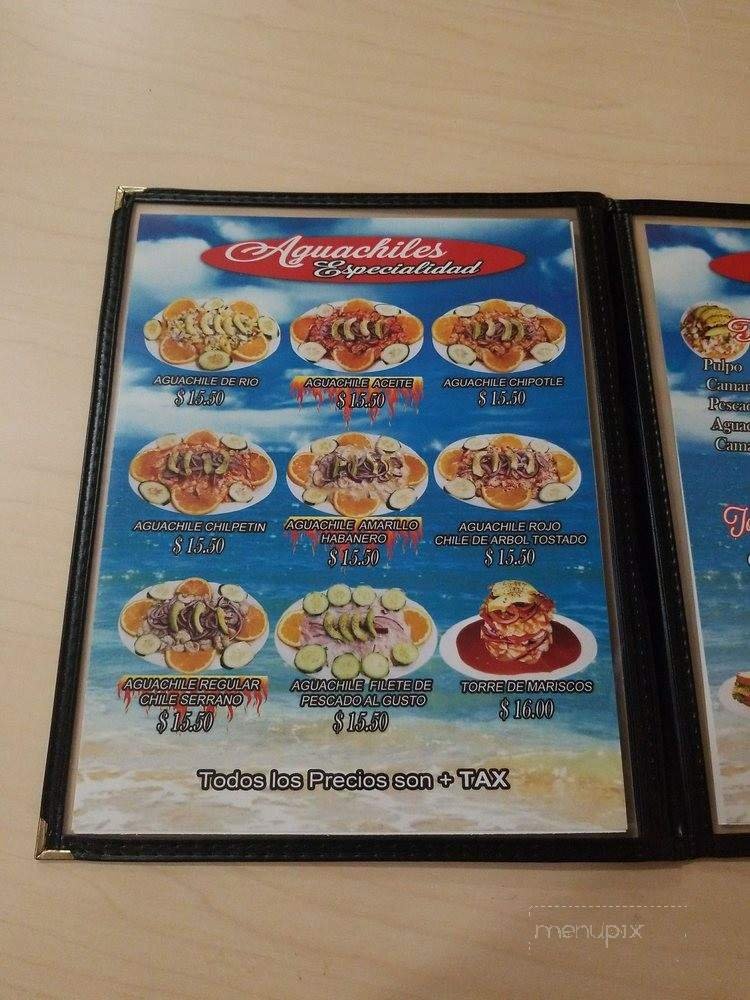 Aguachiles
Especialidad
AGUACHILE DE RIO
$ 15.50
AGUACHILE ACEITE
$ 15.50
AGUACHILE CHIPOTLE
$ 15.50
AGUACHILE CHILPETIN
$ 15.50
AGUACHILE AMARILLO
HABANERO
$ 15.50
AGUACHILE ROJO
CHILE DE ARBOL TOSTADO
$ 15.50
AGUACHILE REGULAR
CHILE SERRANO
$ 15.50
AGUACHILE FILETE DE
PESCADO AL GUSTO
$ 15.50
TORRE DE MARISCOS
$ 16.00
Todos los Precios son + TAX
Pulpo
menupix